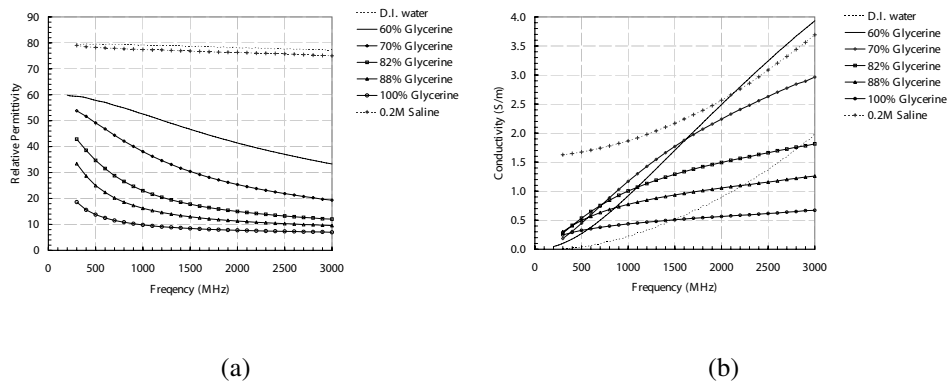 90
80
70
60
50
40
30
20
10
0
Relative Permittivity
0 500 1000 1500 2000 2500 3000
Freqency (MHz)
D.I. water
60% Glycerine
70% Glycerine
82% Glycerine
88% Glycerine
100% Glycerine
0.2M Saline
(a)
4.0
3.5
3.0
2.5
2.0
1.5
1.0
0.5
0.0
Conductivity (S/m)
0 500 1000 1500 2000 2500 3000
Frequency (MHz)
D.I. water
60% Glycerine
70% Glycerine
82% Glycerine
88% Glycerine
100% Glycerine
0.2M Saline
(b)